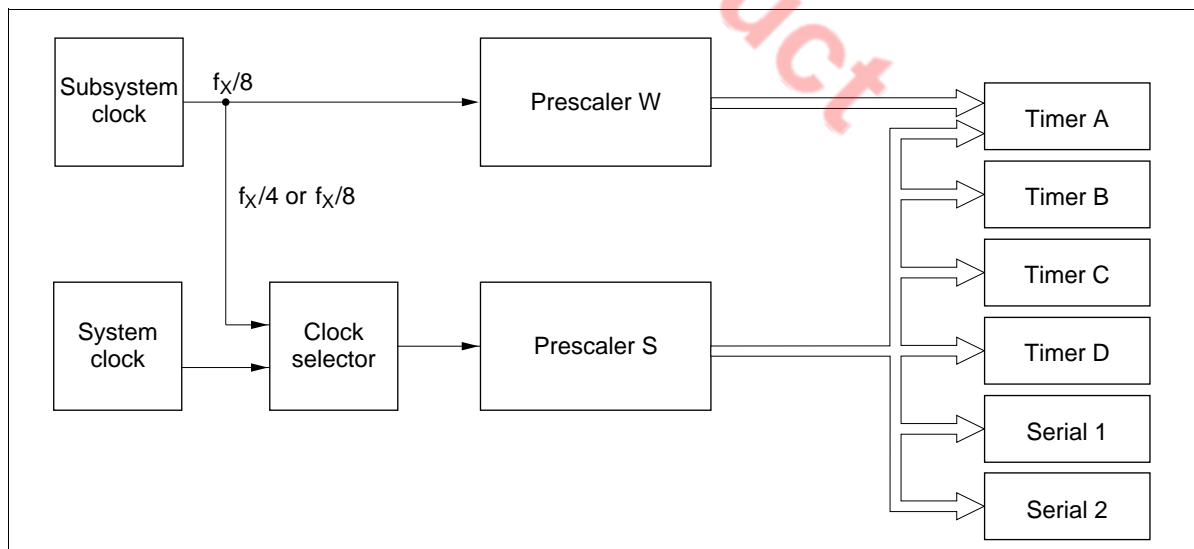 uct
Subsystem
clock
fX/8
Prescaler W
Timer A
Timer B
fX/4 or fX/8
Timer C
System
clock
Clock
selector
Prescaler S
Timer D
Serial 1
Serial 2